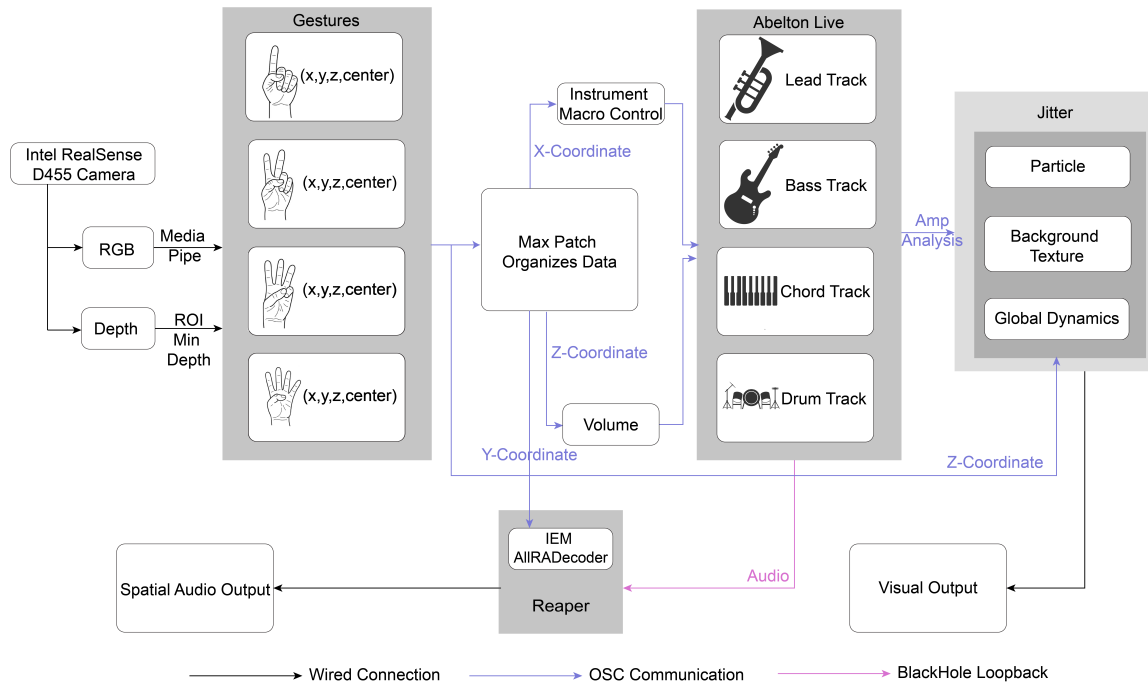 Gestures
(x,y,z,center)
(x,y,z,center)
(x,y,z,center)
(x,y,z,center)
Intel RealSense
D455 Camera
RGB
Media
Pipe
Depth
ROI
Min
Depth
Max Patch
Organizes Data
X-Coordinate
Instrument
Macro Control
Z-Coordinate
Volume
Y-Coordinate
Abelton Live
Lead Track
Bass Track
Chord Track
Drum Track
Amp
Analysis
Jitter
Particle
Background
Texture
Global Dynamics
Z-Coordinate
IEM
AllRADecoder
Reaper
Audio
Spatial Audio Output
Visual Output
Wired Connection
OSC Communication
BlackHole Loopback